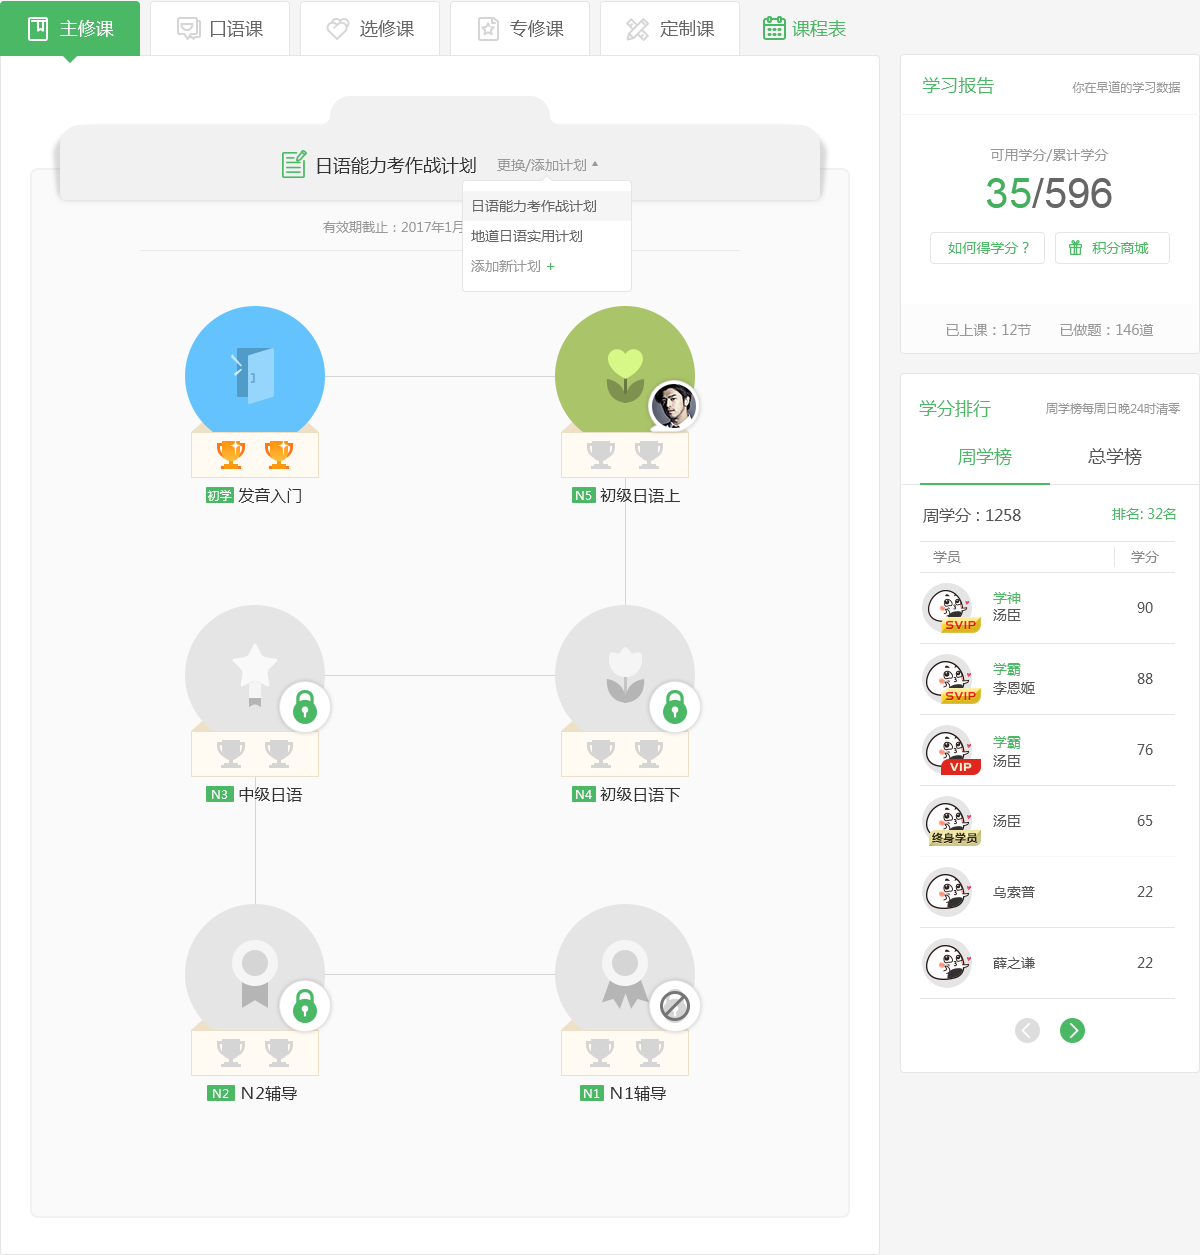 主修课
口语课
选修课
专修课
定制课
课程表
日语能力考作战计划 更换/添加计划
有效期截止：2017年1月
日语能力考作战计划
地道日语实用计划
添加新计划 +
初学 发音入门
N5 初级日语上
N3 中级日语
N4 初级日语下
N2 N2辅导
N1 N1辅导
学习报告 你在早道的学习数据
可用学分/累计学分
35/596
如何得学分？ 积分商城
已上课：12节 已做题：146道
学分排行 周学榜每周日晚24时清零
周学榜 总学榜
周学分：1258 排名: 32名
学员 学分
学神
汤臣 90
SVIP
学霸
李恩姬 88
SVIP
学霸
汤臣 76
VIP
汤臣 65
终身学员
乌索普 22
薛之谦 22